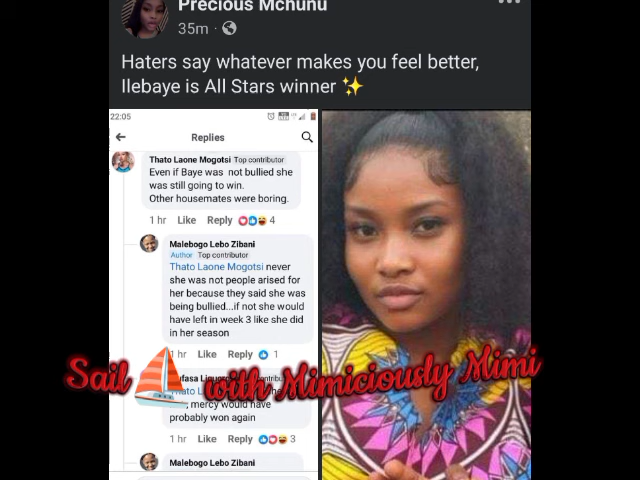 Precious Mchunu
35m
Haters say whatever makes you feel better,
Ilebaye is All Stars winner ✨
22:05
Replies
Thato Laone Mogotsi Top contributor
Even if Baye was not bullied she
was still going to win.
Other housemates were boring.
1 hr Like Reply 4
Malebogo Lebo Zibani
Author Top contributor
Thato Laone Mogotsi never
she was not people arised for
her because they said she was
being bullied...if not she would
have left in week 3 like she did
in her season
1 hr Like Reply 1
Sail with Mimiciously Mimi
mercy would have
probably won again
1 hr Like Reply 3
Malebogo Lebo Zibani